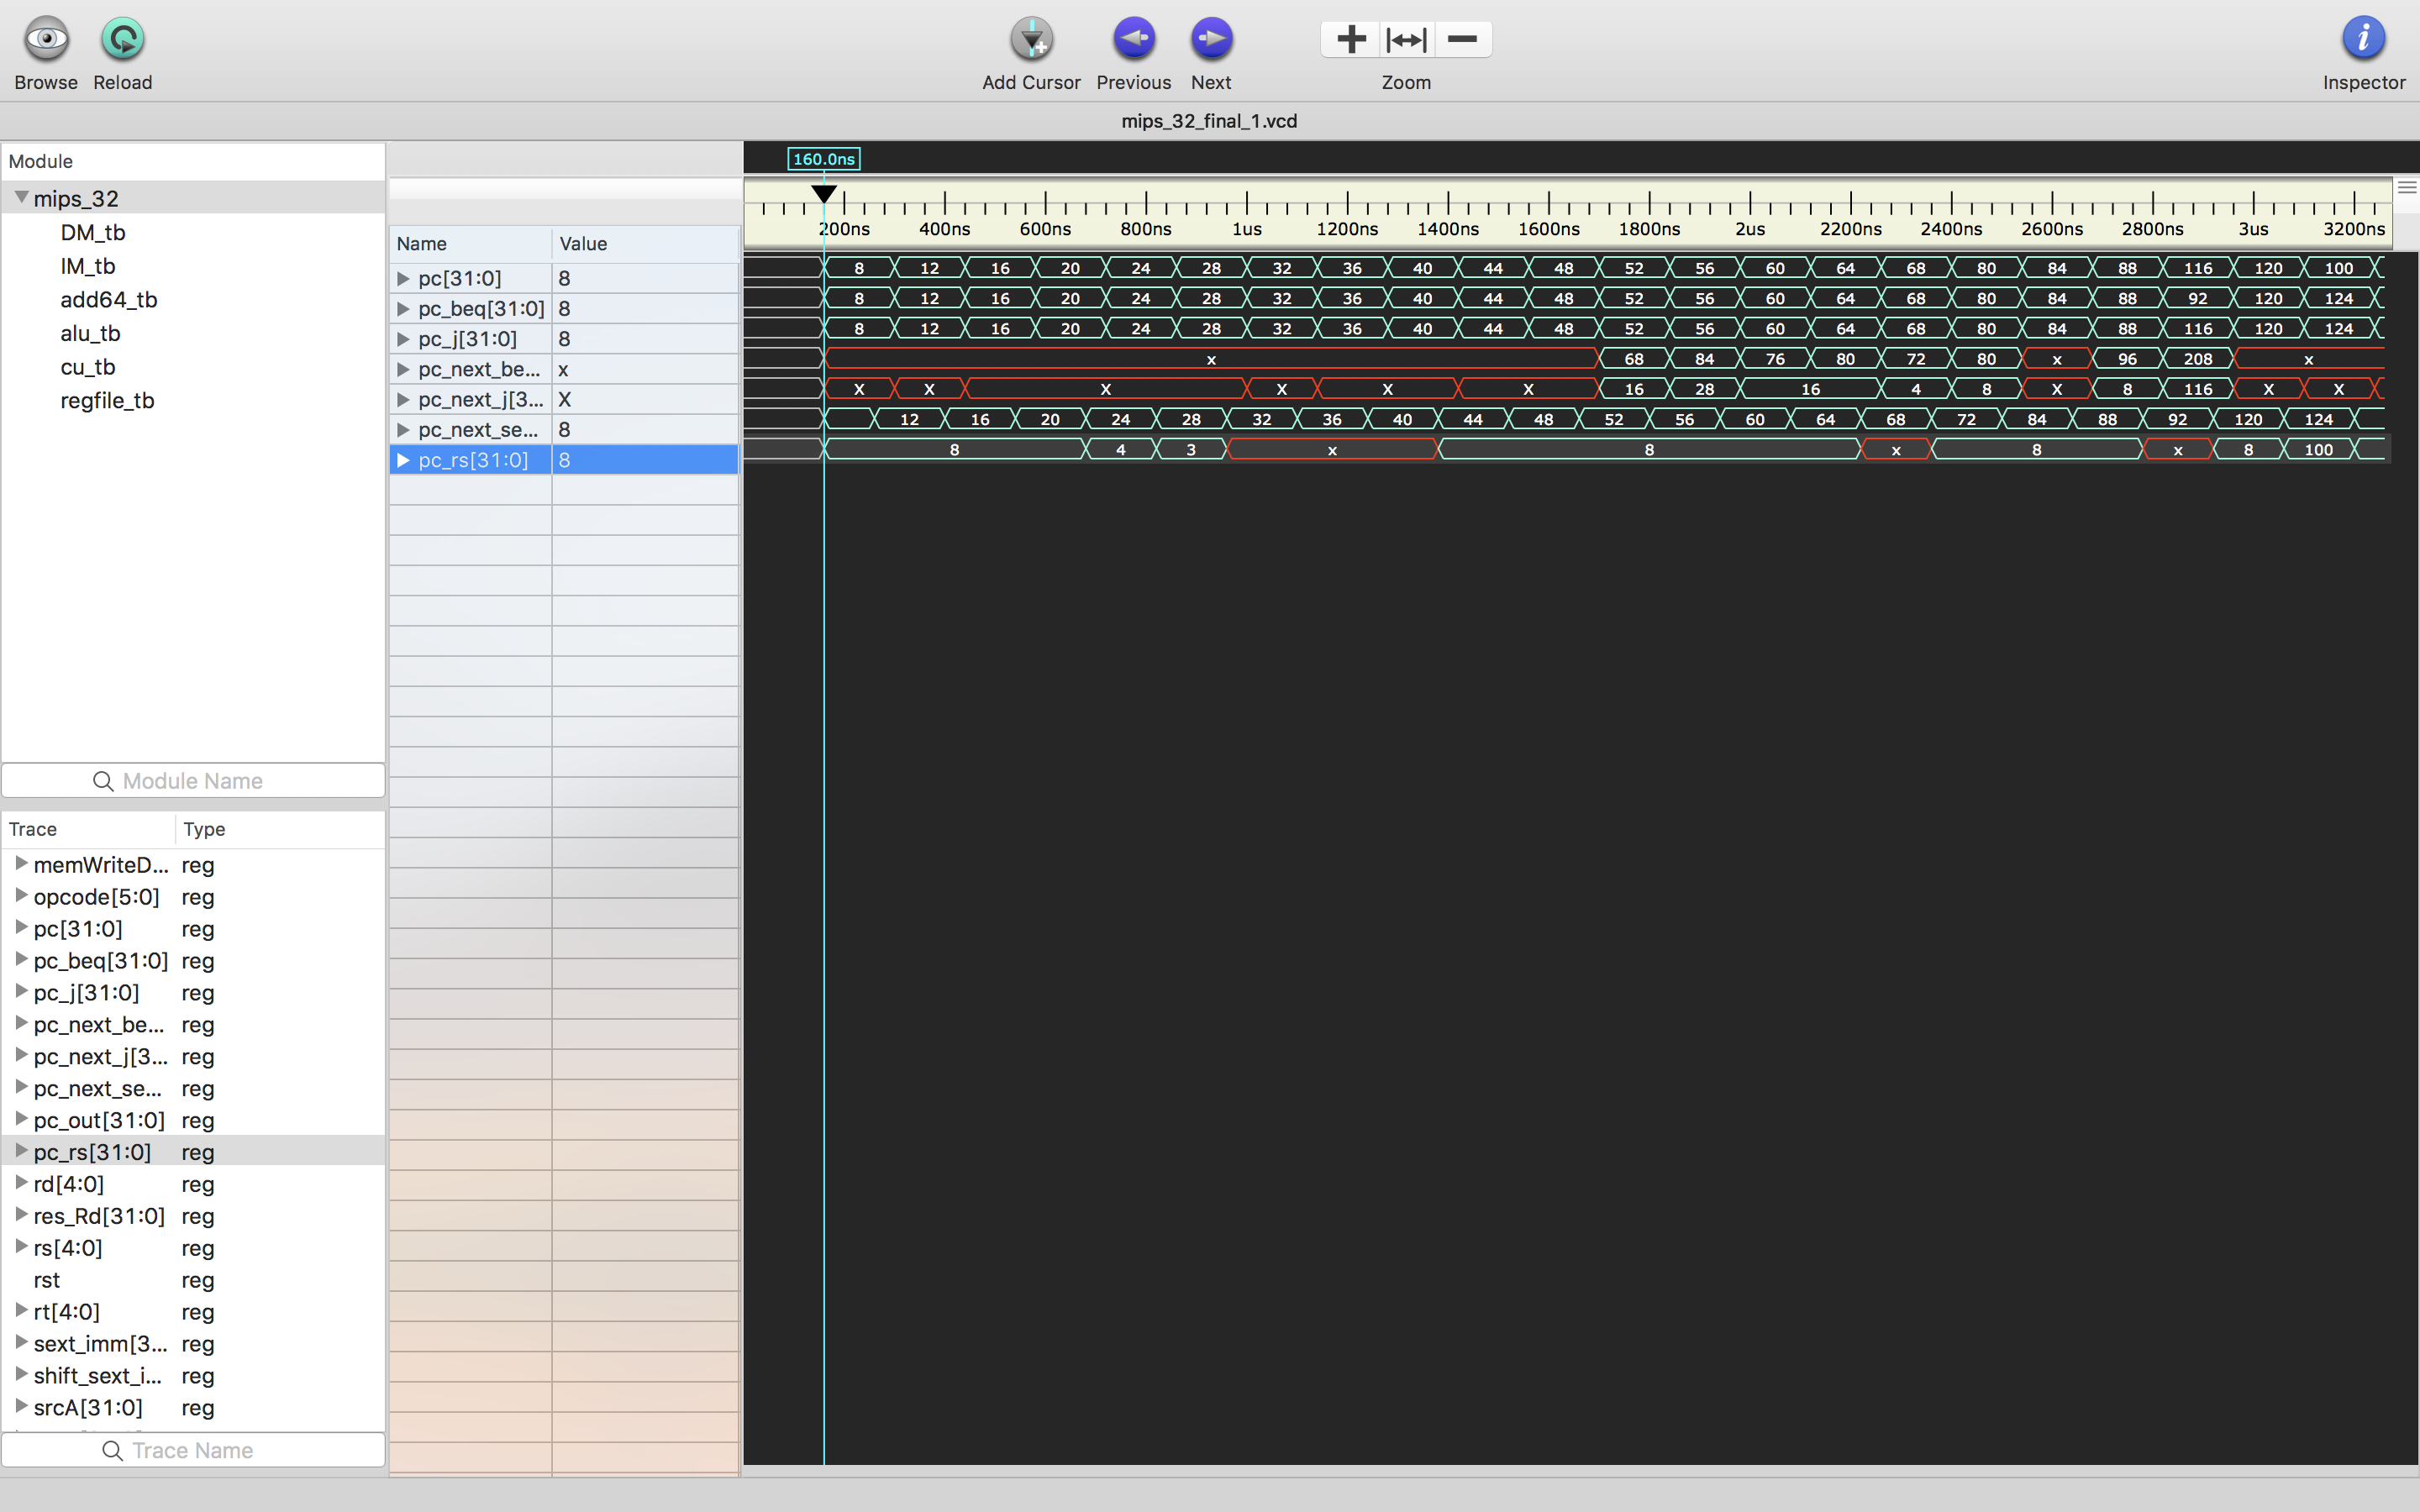 Browse Reload Add Cursor Previous Next Zoom Inspector
mips_32_final_1.vcd
Module
mips_32
DM_tb
IM_tb
add64_tb
alu_tb
cu_tb
regfile_tb
Module Name
Trace Type
memWriteD... reg
opcode[5:0] reg
pc[31:0] reg
pc_beq[31:0] reg
pc_j[31:0] reg
pc_next_be... reg
pc_next_j[3... reg
pc_next_se... reg
pc_out[31:0] reg
pc_rs[31:0] reg
rd[4:0] reg
res_Rd[31:0] reg
rs[4:0] reg
rst reg
rt[4:0] reg
sext_imm[3... reg
shift_sext_i... reg
srcA[31:0] reg
Trace Name
Name Value
pc[31:0] 8
pc_beq[31:0] 8
pc_j[31:0] 8
pc_next_be... x
pc_next_j[3... X
pc_next_se... 8
pc_rs[31:0] 8
160.0ns
200ns 400ns 600ns 800ns 1us 1200ns 1400ns 1600ns 1800ns 2us 2200ns 2400ns 2600ns 2800ns 3us 3200ns
8 12 16 20 24 28 32 36 40 44 48 52 56 60 64 68 80 84 88 116 120 100
8 12 16 20 24 28 32 36 40 44 48 52 56 60 64 68 80 84 88 92 120 124
8 12 16 20 24 28 32 36 40 44 48 52 56 60 64 68 80 84 88 116 120 124
x 68 84 76 80 72 80 x 96 208 x
X X X X X X 16 28 16 4 8 X 8 116 X X
12 16 20 24 28 32 36 40 44 48 52 56 60 64 68 72 84 88 92 120 124
8 4 3 x 8 x 8 x 8 100